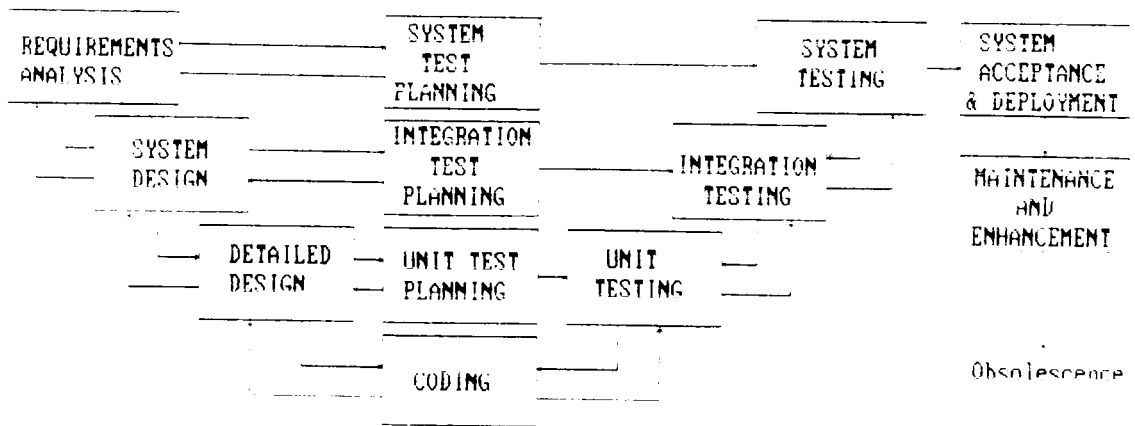 REQUIREMENTS
ANALYSIS
SYSTEM
TEST
PLANNING
SYSTEM
TESTING
SYSTEM
ACCEPTANCE
& DEPLOYMENT
SYSTEM
DESIGN
INTEGRATION
TEST
PLANNING
INTEGRATION
TESTING
MAINTENANCE
AND
ENHANCEMENT
DETAILED
DESIGN
UNIT TEST
PLANNING
UNIT
TESTING
CODING
Obsolescence